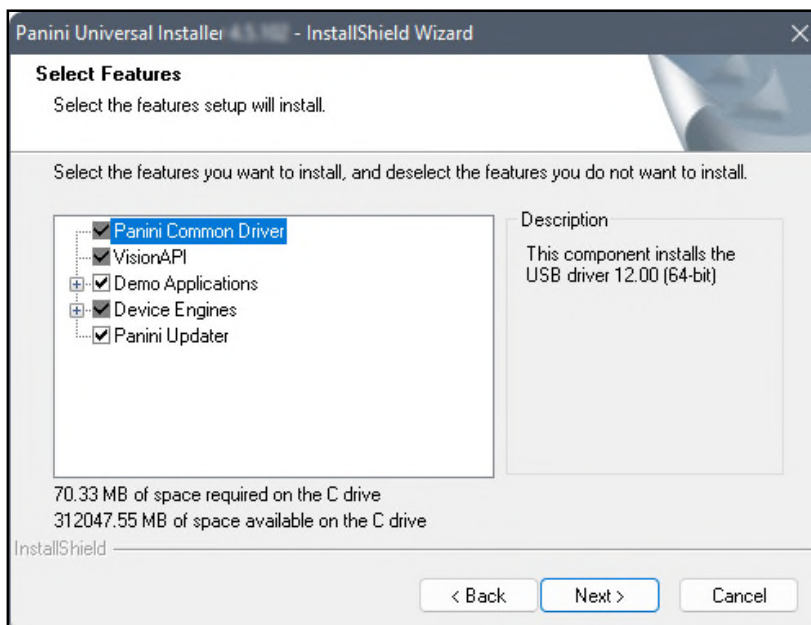 Panini Universal Installer - InstallShield Wizard
Select Features
Select the features setup will install.
Select the features you want to install, and deselect the features you do not want to install.
Panini Common Driver
VisionAPI
Demo Applications
Device Engines
Panini Updater
Description
This component installs the
USB driver 12.00 (64-bit)
70.33 MB of space required on the C drive
312047.55 MB of space available on the C drive
InstallShield
< Back
Next >
Cancel